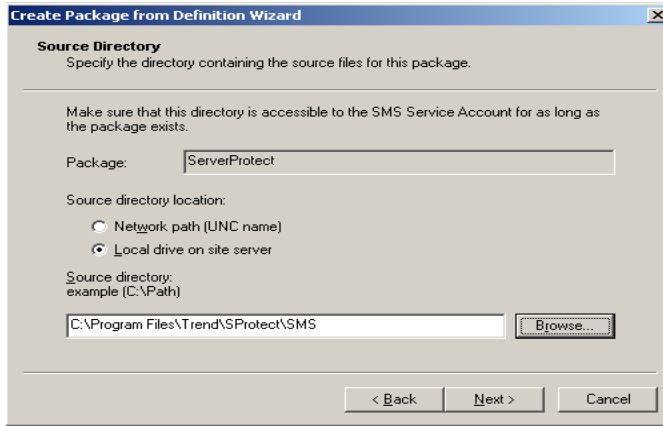 Create Package from Definition Wizard
Source Directory
Specify the directory containing the source files for this package.
Make sure that this directory is accessible to the SMS Service Account for as long as
the package exists.
Package: ServerProtect
Source directory location:
Network path (UNC name)
Local drive on site server
Source directory:
example (C:\Path)
C:\Program Files\Trend\SProtect\SMS Browse...
< Back Next > Cancel